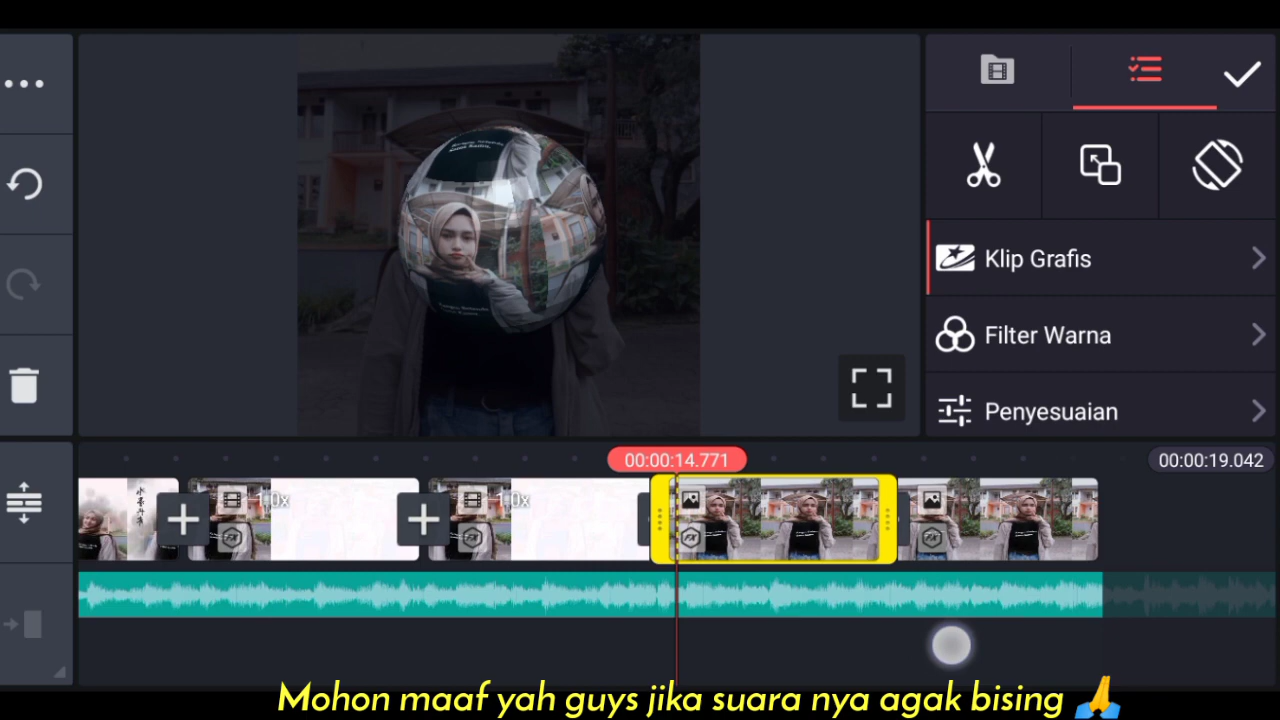 Klip Grafis
Filter Warna
Penyesuaian
00:00:14.771
00:00:19.042
1.0x
1.0x
Mohon maaf yah guys jika suara nya agak bising 🙏